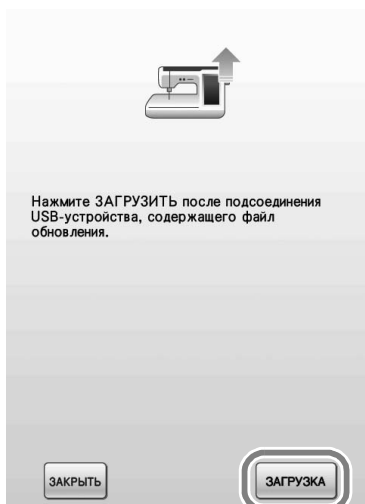 Нажмите ЗАГРУЗИТЬ после подсоединения
USB-устройства, содержащего файл
обновления.
ЗАКРЫТЬ
ЗАГРУЗКА